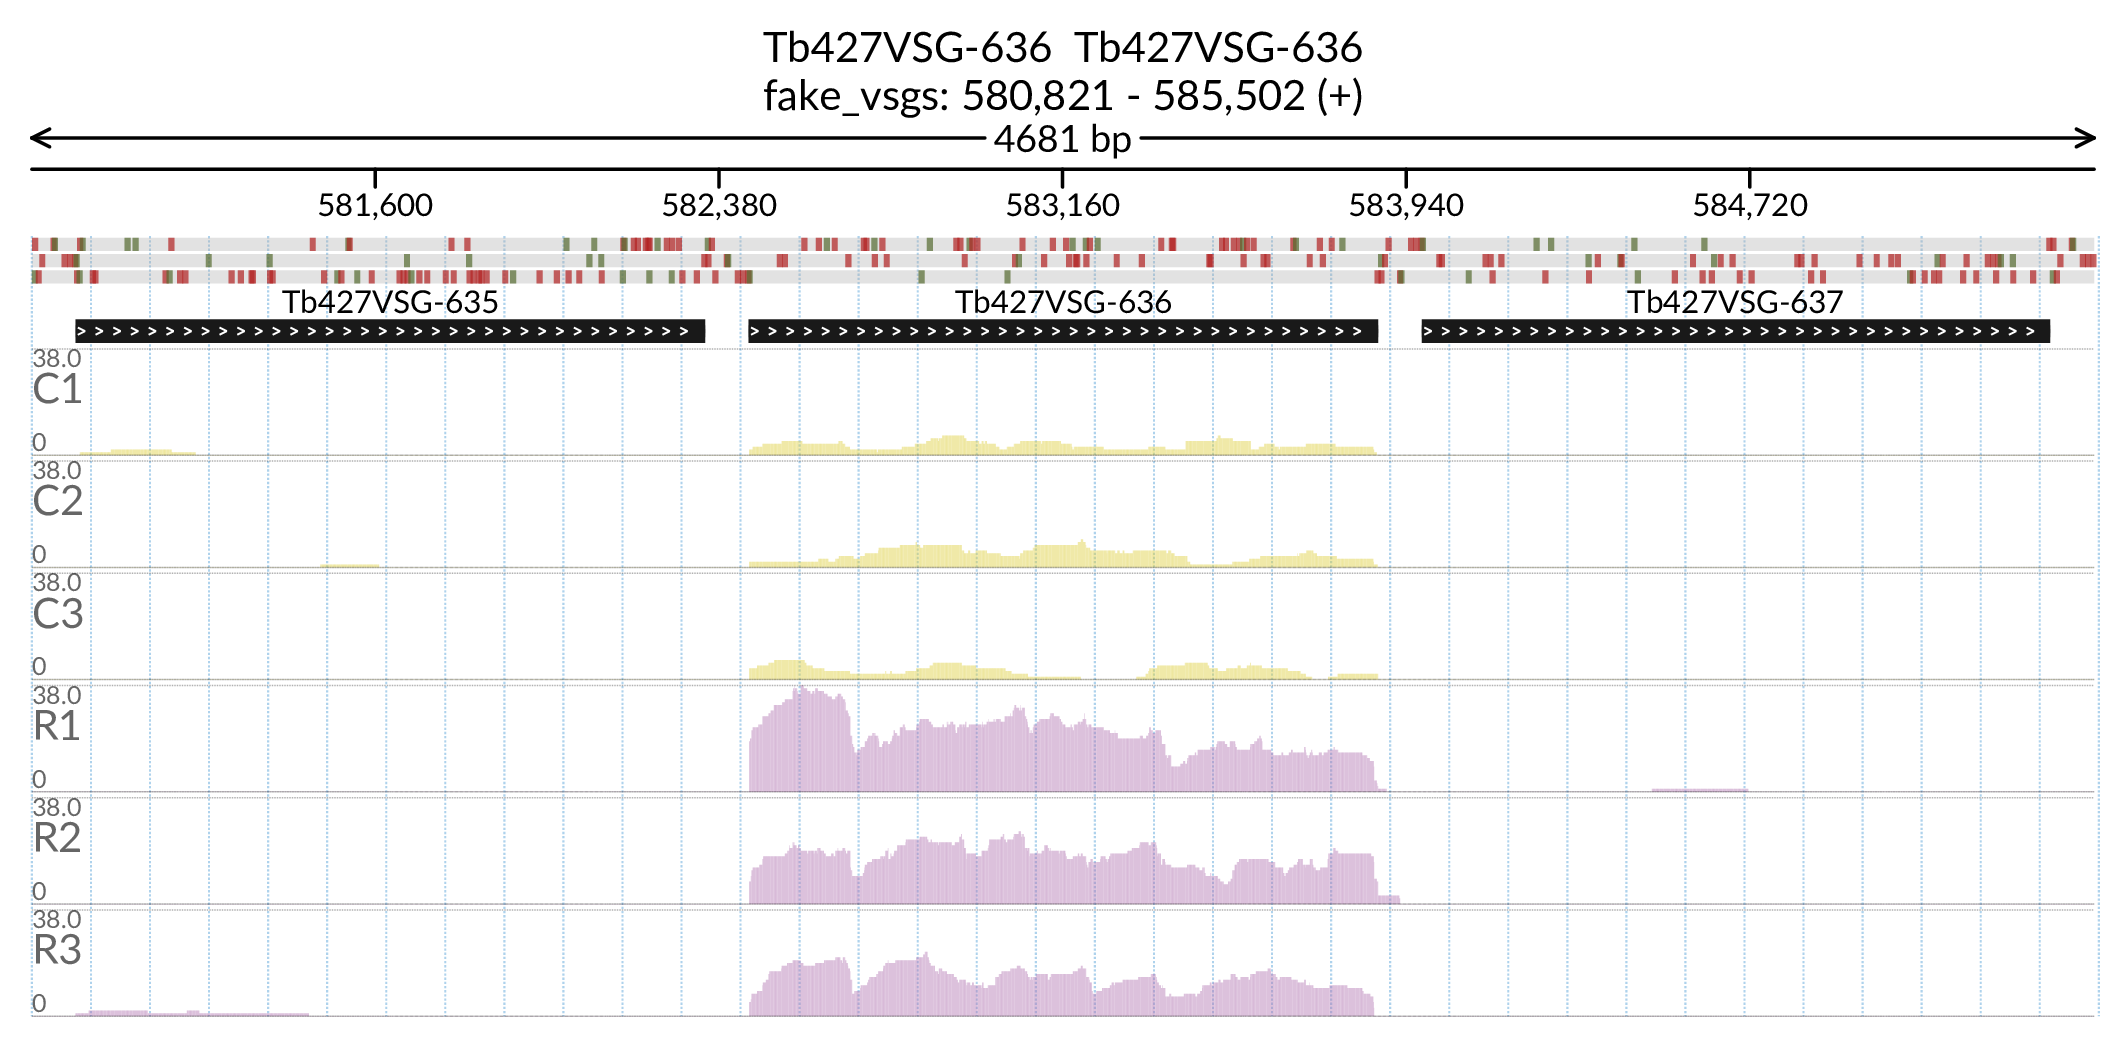 Tb427VSG-636  Tb427VSG-636
fake_vsgs: 580,821 - 585,502 (+)
4681 bp
581,600 582,380 583,160 583,940 584,720
Tb427VSG-635 Tb427VSG-636 Tb427VSG-637
38.0
C1
0
38.0
C2
0
38.0
C3
0
38.0
R1
0
38.0
R2
0
38.0
R3
0